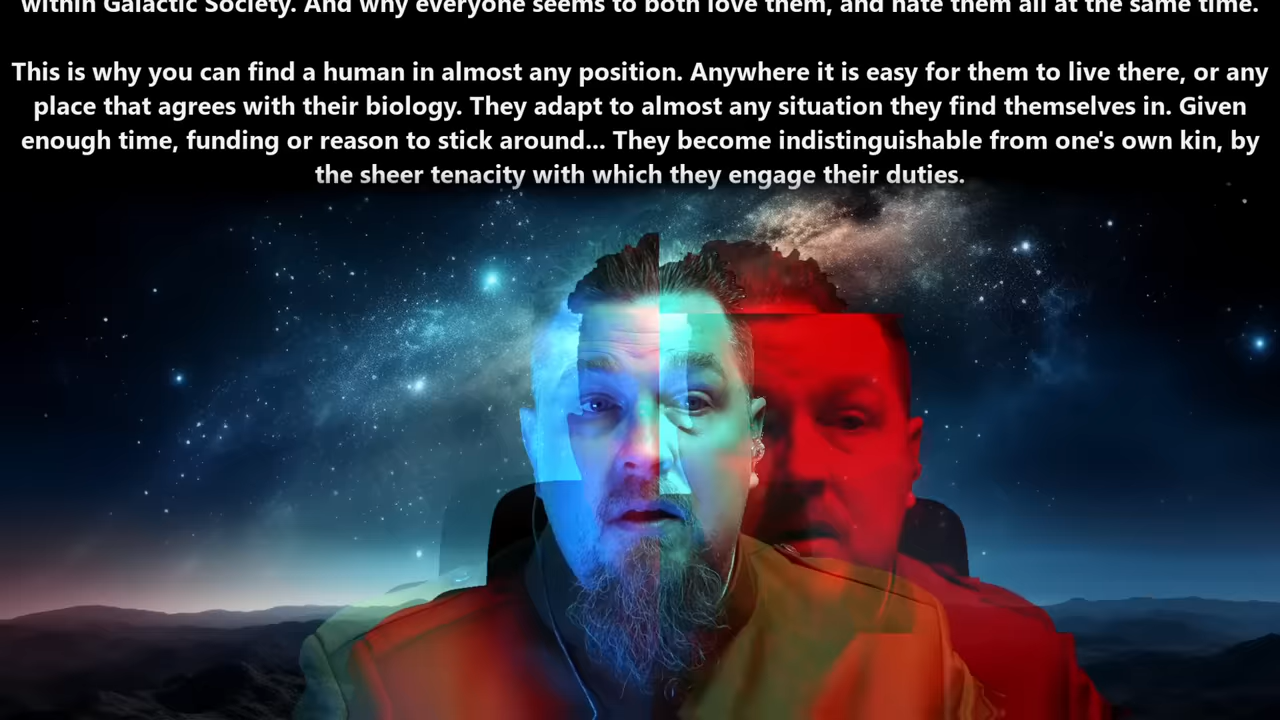 within Galactic Society. And why everyone seems to both love them, and hate them all at the same time.
This is why you can find a human in almost any position. Anywhere it is easy for them to live there, or any
place that agrees with their biology. They adapt to almost any situation they find themselves in. Given
enough time, funding or reason to stick around... They become indistinguishable from one's own kin, by
the sheer tenacity with which they engage their duties.